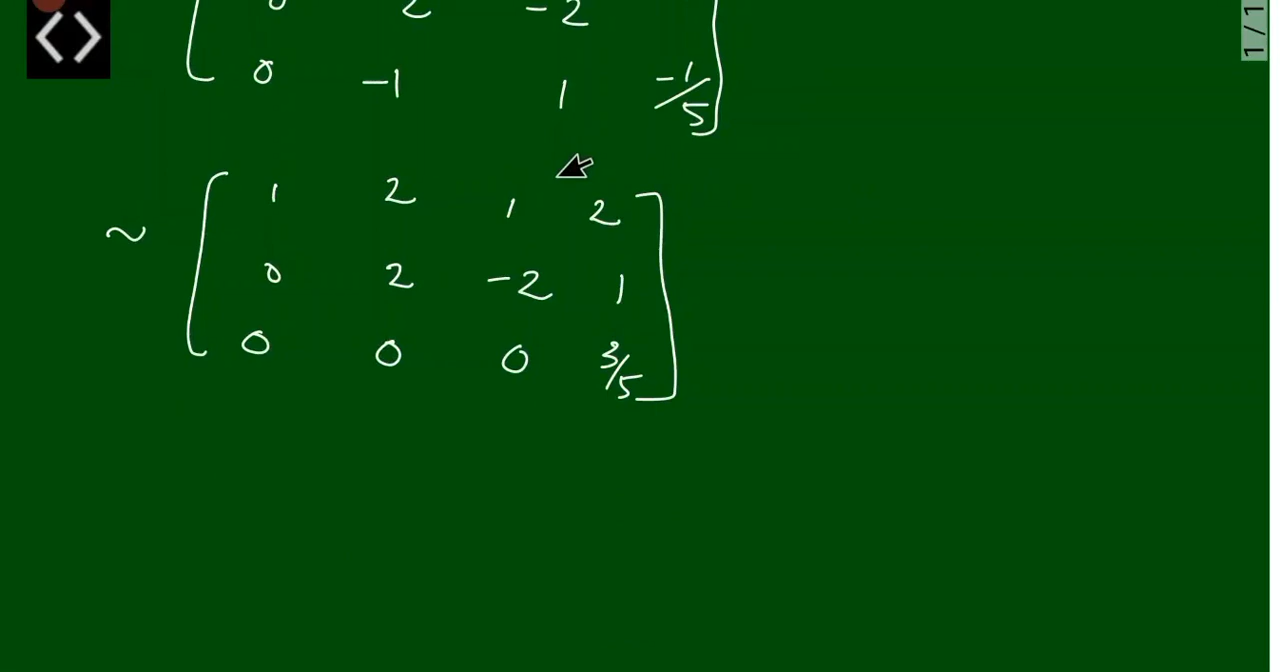 0 2 -2
0 -1 1 -1/5
1/1
~ 1 2 1 2
0 2 -2 1
0 0 0 3/5